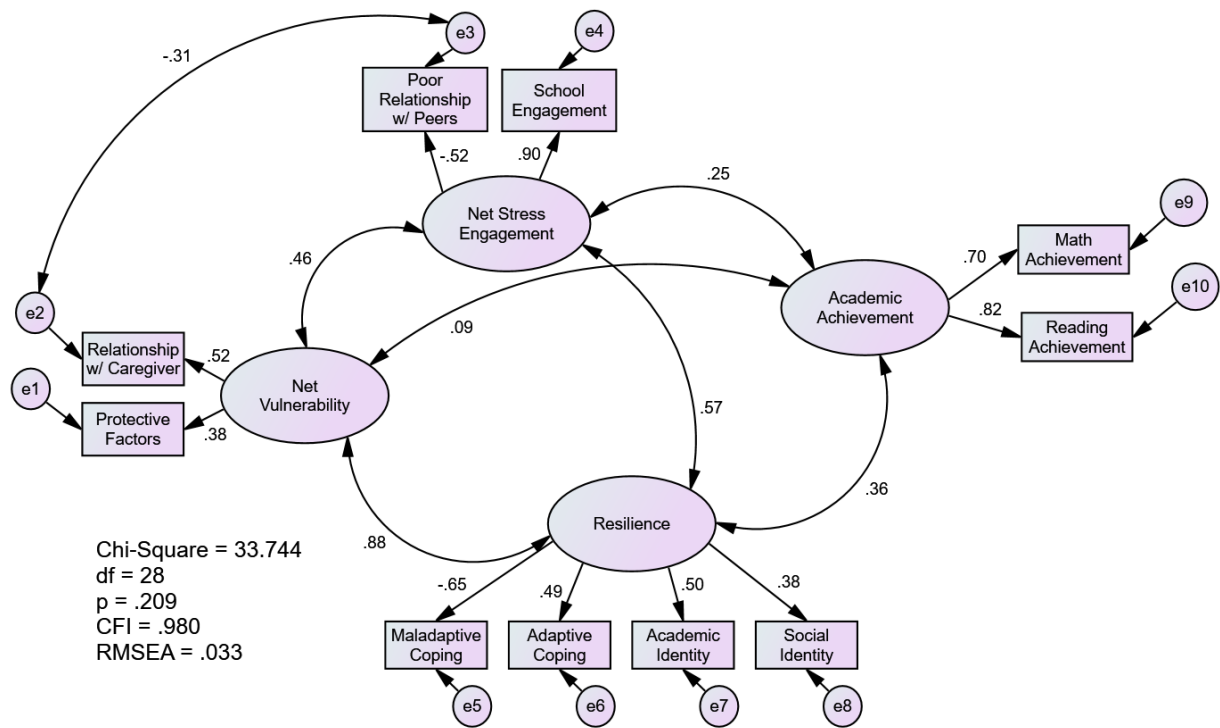 -.31
e3
e4
Poor
Relationship
w/ Peers
School
Engagement
-.52
.90
.25
e9
Net Stress
Engagement
Math
Achievement
.70
.46
e10
Academic
Achievement
.82
Reading
Achievement
e2
.09
Relationship
w/ Caregiver
.52
e1
Net
Vulnerability
Protective
Factors
.38
.57
.36
Resilience
.88
Chi-Square = 33.744
df = 28
p = .209
CFI = .980
RMSEA = .033
-.65
.49
.50
.38
Maladaptive
Coping
Adaptive
Coping
Academic
Identity
Social
Identity
e5
e6
e7
e8